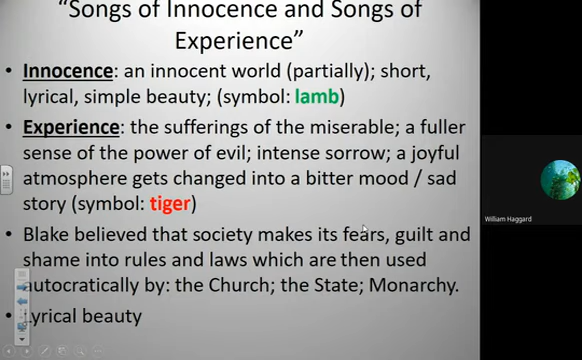 “Songs of Innocence and Songs of
Experience”
• Innocence: an innocent world (partially); short,
lyrical, simple beauty; (symbol: lamb)
• Experience: the sufferings of the miserable; a fuller
sense of the power of evil; intense sorrow; a joyful
atmosphere gets changed into a bitter mood / sad
story (symbol: tiger)
• Blake believed that society makes its fears, guilt and
shame into rules and laws which are then used
autocratically by: the Church; the State; Monarchy.
• Lyrical beauty
William Haggard